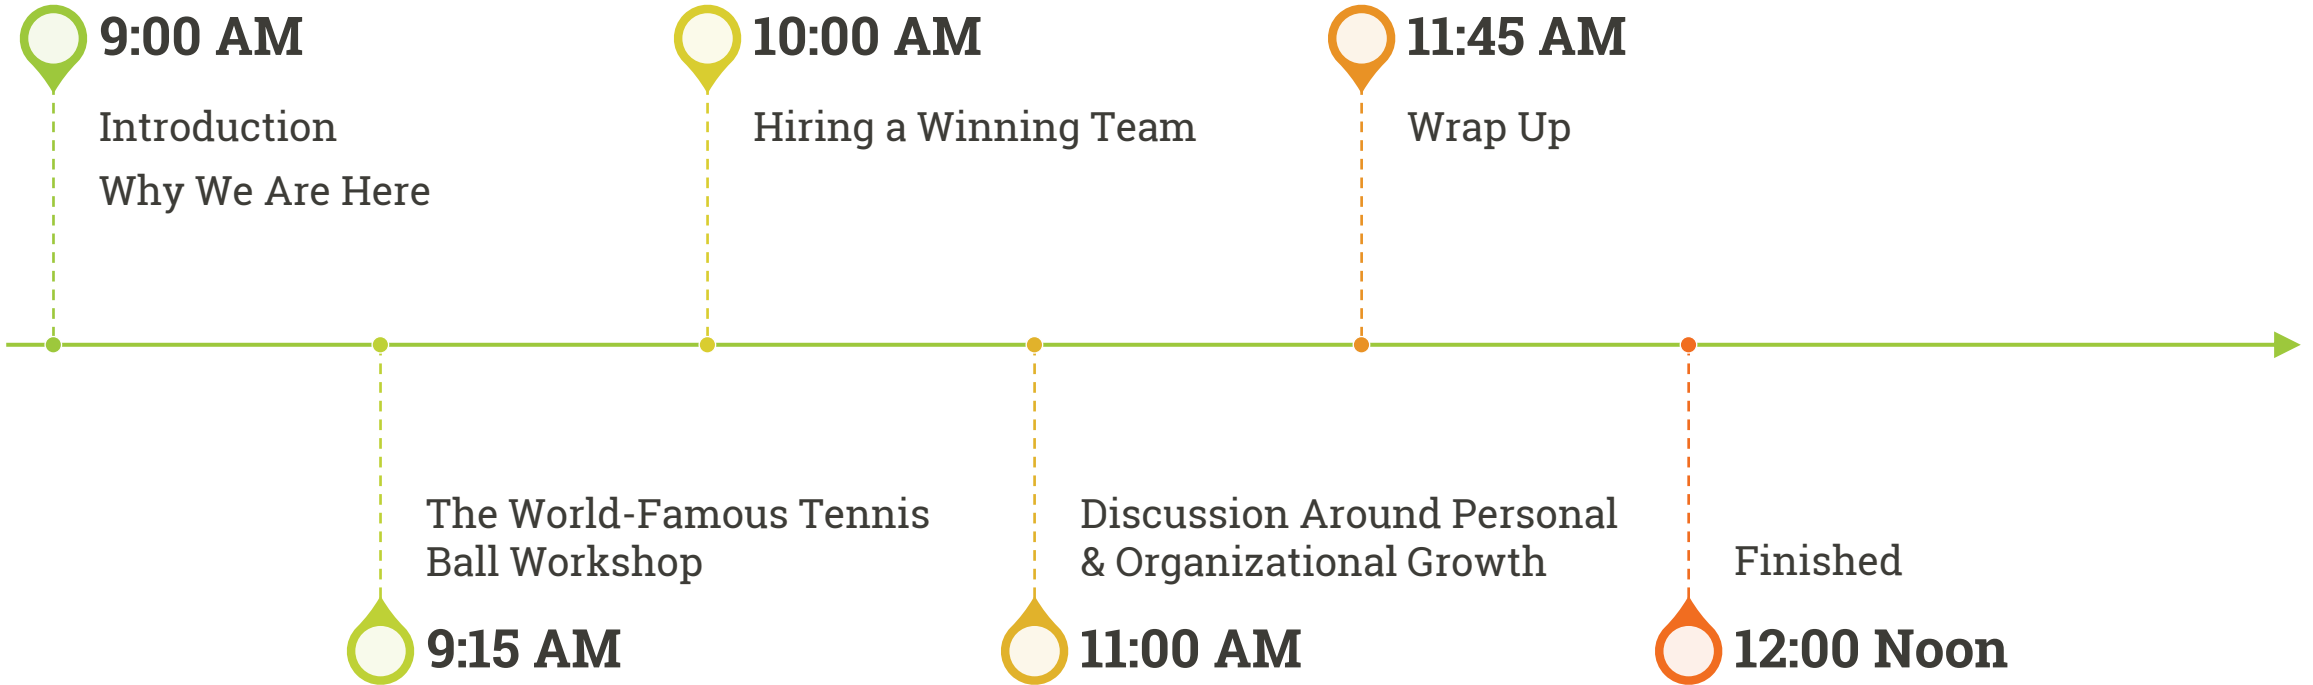 9:00 AM
Introduction
Why We Are Here
The World-Famous Tennis
Ball Workshop
9:15 AM
10:00 AM
Hiring a Winning Team
Discussion Around Personal
& Organizational Growth
11:00 AM
11:45 AM
Wrap Up
Finished
12:00 Noon